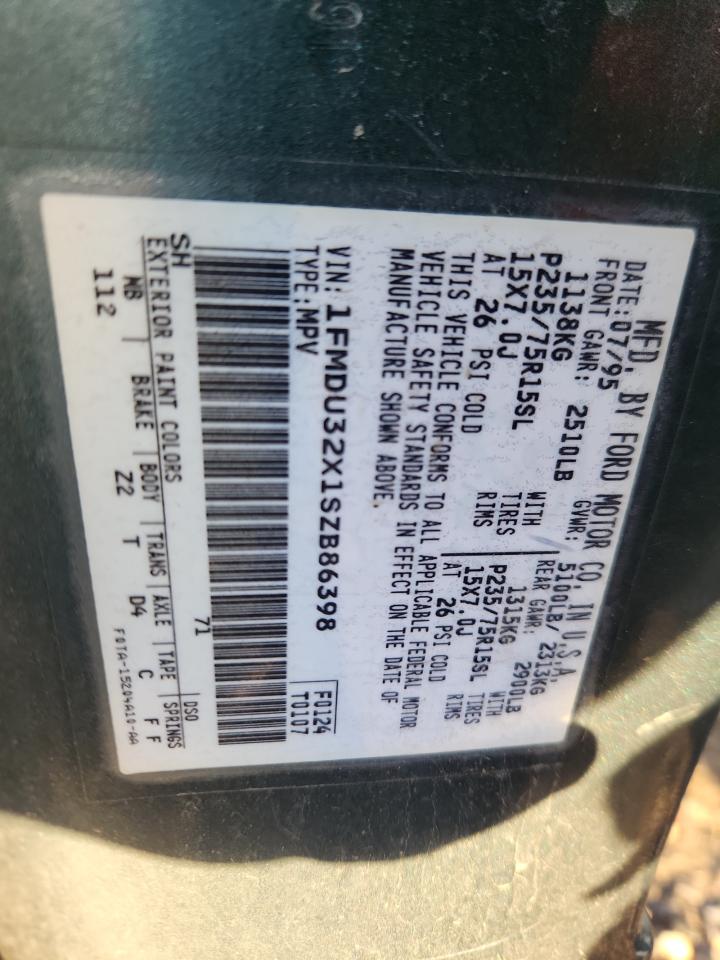 MFD. BY FORD MOTOR CO. IN U.S.A.
DATE: 07/95 GVWR: 5100LB/ 2313KG
FRONT GAWR: 2510LB REAR GAWR: 2900LB
1138KG WITH 1315KG WITH
P235/75R15SL TIRES P235/75R15SL TIRES
15X7.0J RIMS 15X7.0J RIMS
AT 26 PSI COLD AT 26 PSI COLD
THIS VEHICLE CONFORMS TO ALL APPLICABLE FEDERAL MOTOR
VEHICLE SAFETY STANDARDS IN EFFECT ON THE DATE OF
MANUFACTURE SHOWN ABOVE.
VIN: 1FMDU32X1SZB86398 F0124
TYPE: MPV T0107
SH 71 DSO
EXTERIOR PAINT COLORS
WB BRAKE BODY TRANS AXLE TAPE SPRINGS
112 Z2 T D4 C F F
F0TA-15204A10-AA